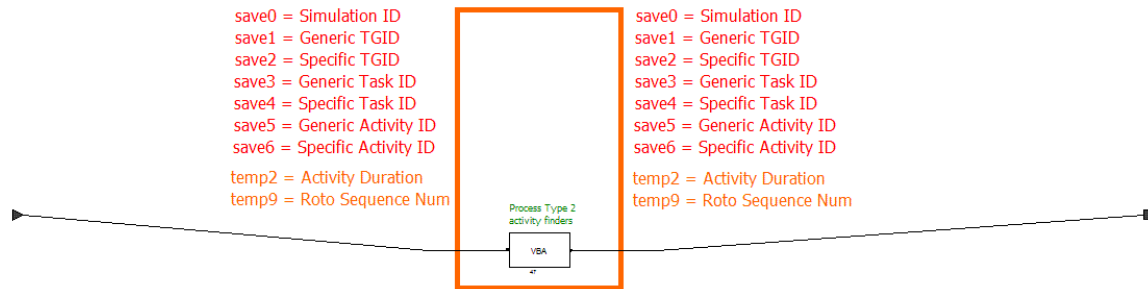 save0 = Simulation ID
save1 = Generic TGID
save2 = Specific TGID
save3 = Generic Task ID
save4 = Specific Task ID
save5 = Generic Activity ID
save6 = Specific Activity ID
temp2 = Activity Duration
temp9 = Roto Sequence Num
Process Type 2
activity finders
VBA
47
save0 = Simulation ID
save1 = Generic TGID
save2 = Specific TGID
save3 = Generic Task ID
save4 = Specific Task ID
save5 = Generic Activity ID
save6 = Specific Activity ID
temp2 = Activity Duration
temp9 = Roto Sequence Num